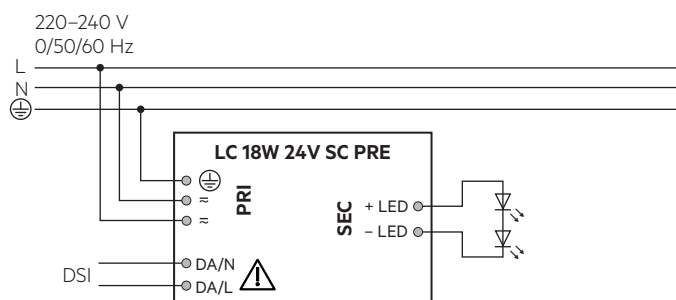 220–240 V
0/50/60 Hz
L
N
LC 18W 24V SC PRE
PRI
≂
≂
SEC
+ LED
– LED
DSI
DA/N
DA/L